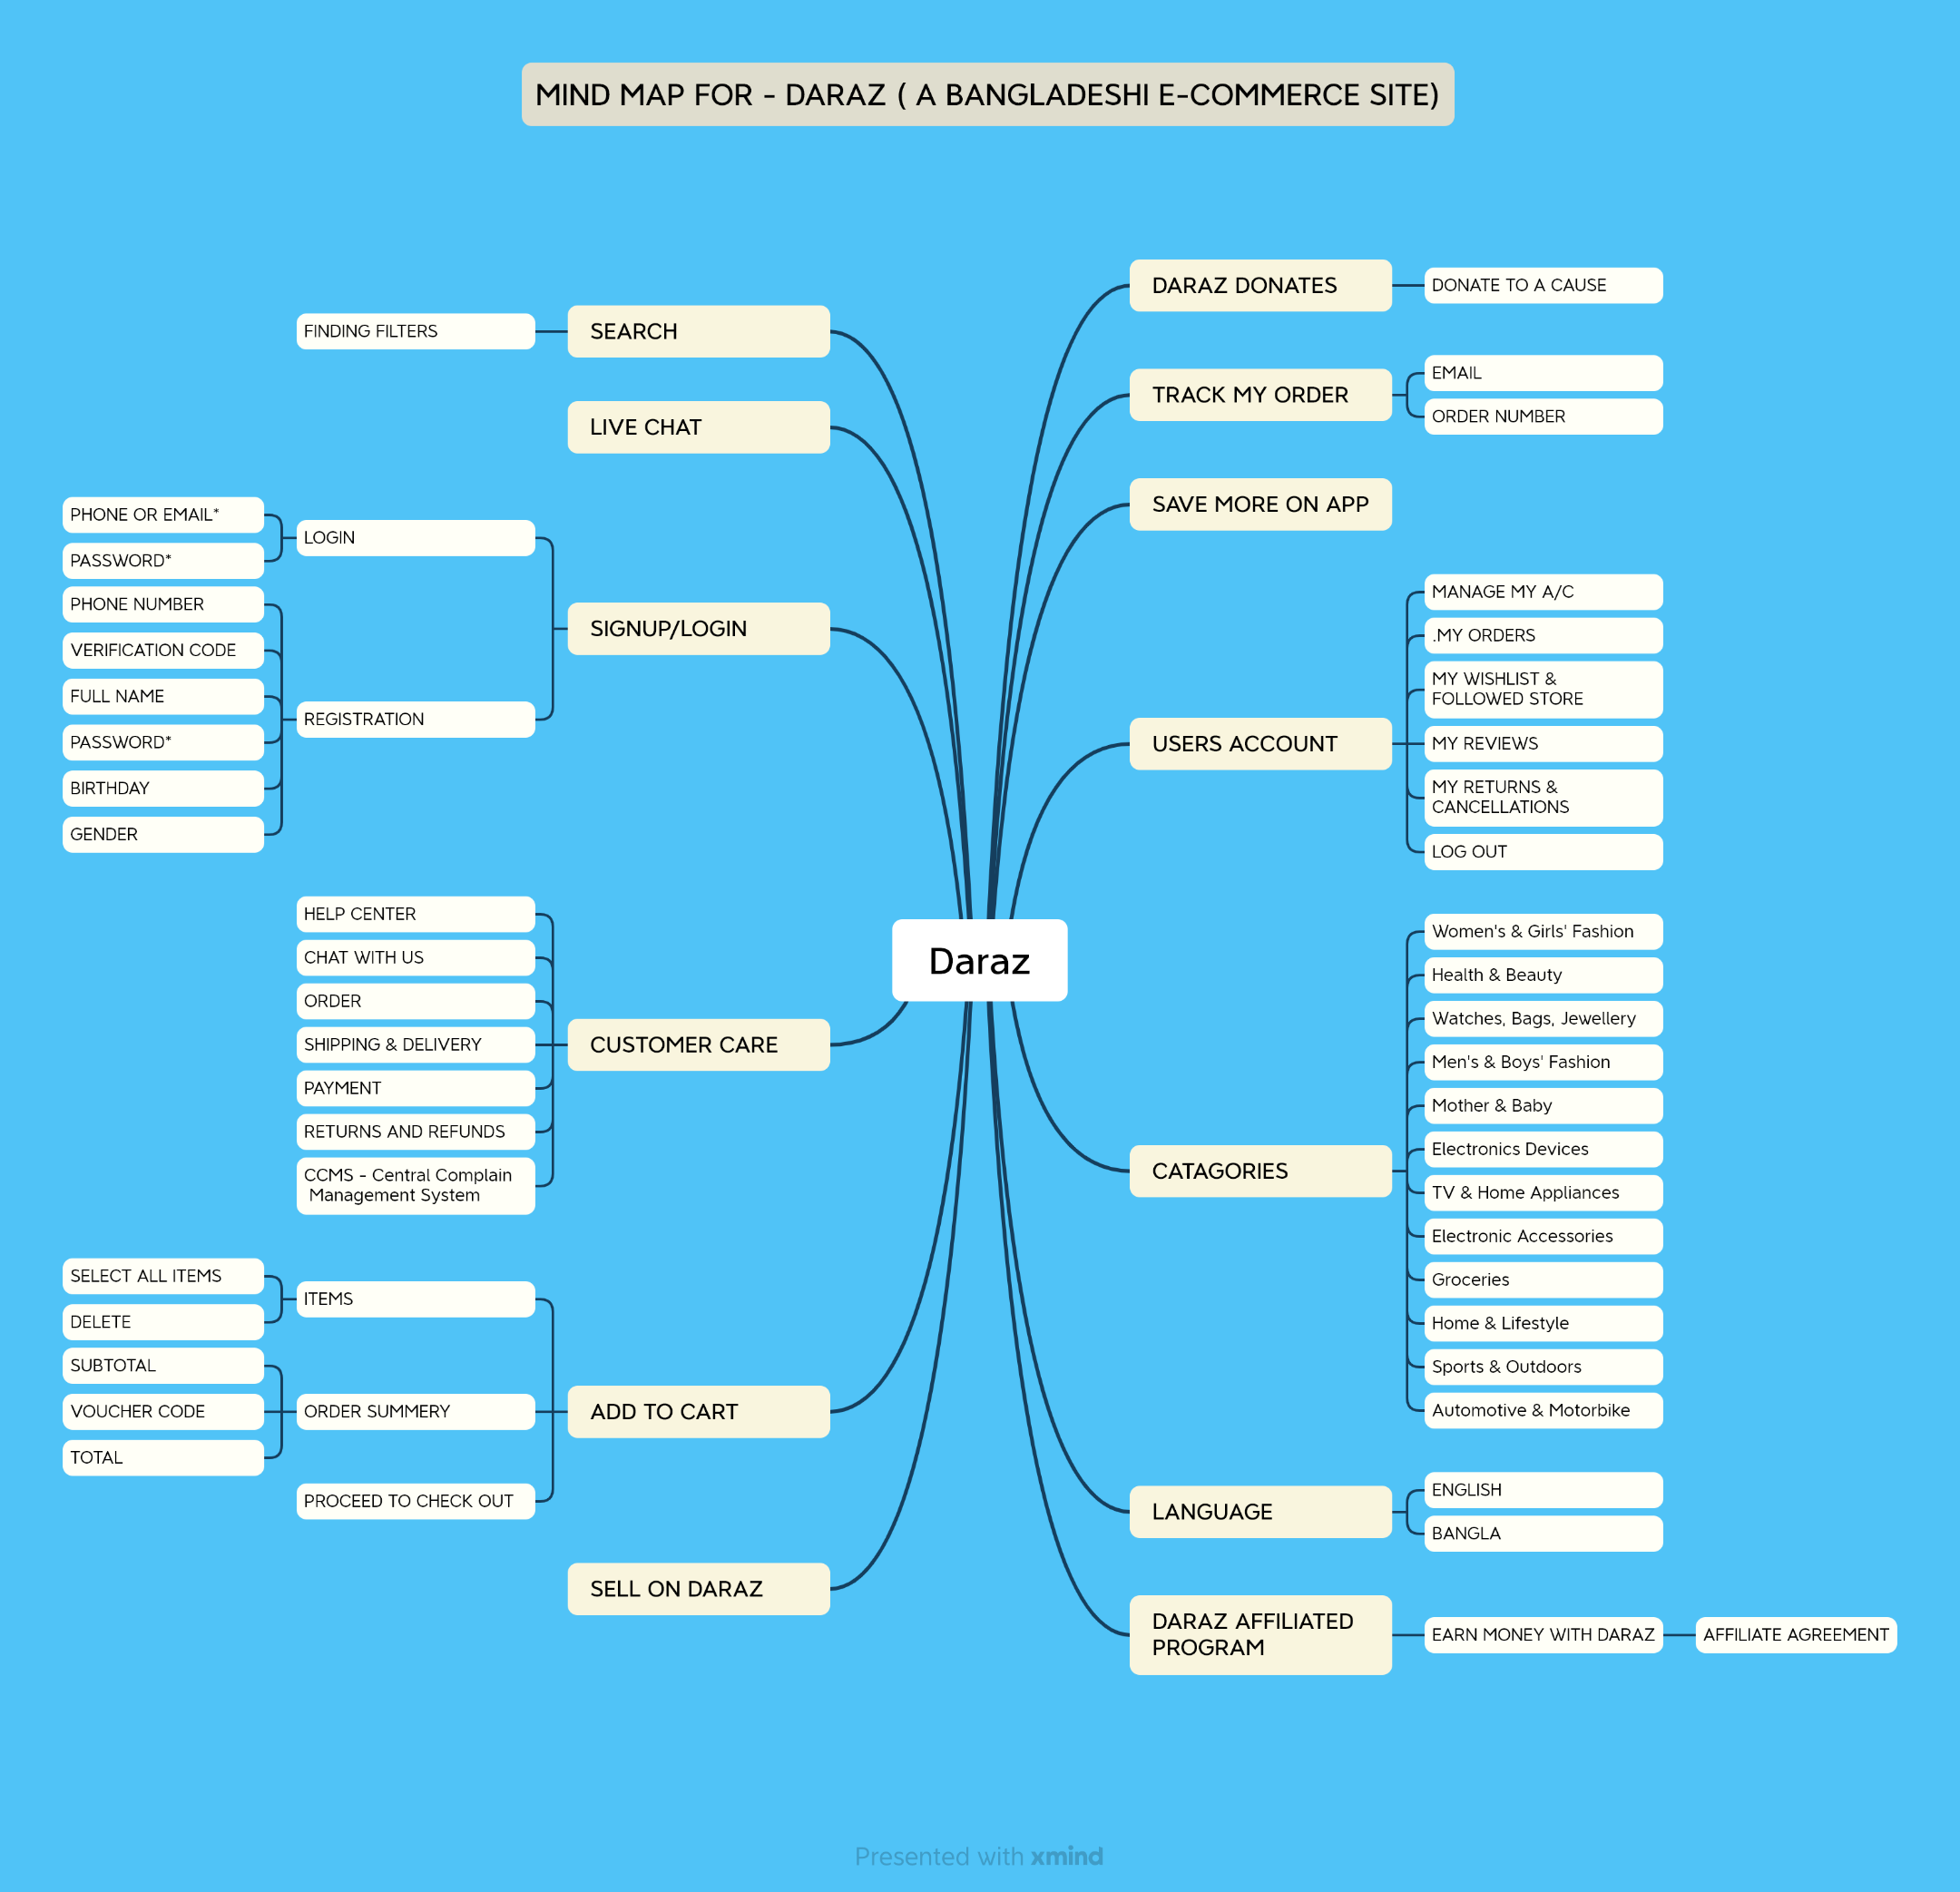 MIND MAP FOR - DARAZ ( A BANGLADESHI E-COMMERCE SITE)
Daraz
DARAZ DONATES
DONATE TO A CAUSE
TRACK MY ORDER
EMAIL
ORDER NUMBER
SAVE MORE ON APP
USERS ACCOUNT
MANAGE MY A/C
.MY ORDERS
MY WISHLIST &
FOLLOWED STORE
MY REVIEWS
MY RETURNS &
CANCELLATIONS
LOG OUT
CATAGORIES
Women's & Girls' Fashion
Health & Beauty
Watches, Bags, Jewellery
Men's & Boys' Fashion
Mother & Baby
Electronics Devices
TV & Home Appliances
Electronic Accessories
Groceries
Home & Lifestyle
Sports & Outdoors
Automotive & Motorbike
LANGUAGE
ENGLISH
BANGLA
DARAZ AFFILIATED
PROGRAM
EARN MONEY WITH DARAZ
AFFILIATE AGREEMENT
SEARCH
FINDING FILTERS
LIVE CHAT
SIGNUP/LOGIN
LOGIN
PHONE OR EMAIL*
PASSWORD*
REGISTRATION
PHONE NUMBER
VERIFICATION CODE
FULL NAME
PASSWORD*
BIRTHDAY
GENDER
CUSTOMER CARE
HELP CENTER
CHAT WITH US
ORDER
SHIPPING & DELIVERY
PAYMENT
RETURNS AND REFUNDS
CCMS - Central Complain
Management System
ADD TO CART
ITEMS
SELECT ALL ITEMS
DELETE
ORDER SUMMERY
SUBTOTAL
VOUCHER CODE
TOTAL
PROCEED TO CHECK OUT
SELL ON DARAZ
Presented with xmind